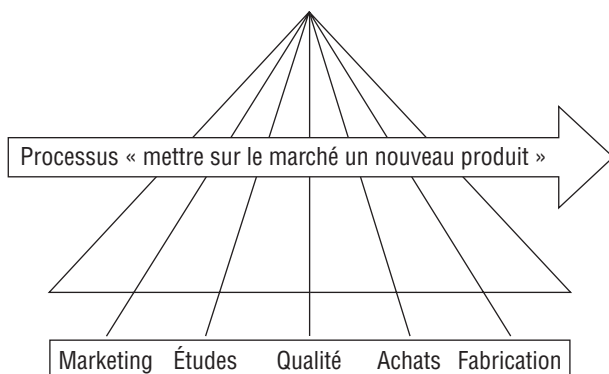 Processus « mettre sur le marché un nouveau produit »
Marketing Études Qualité Achats Fabrication